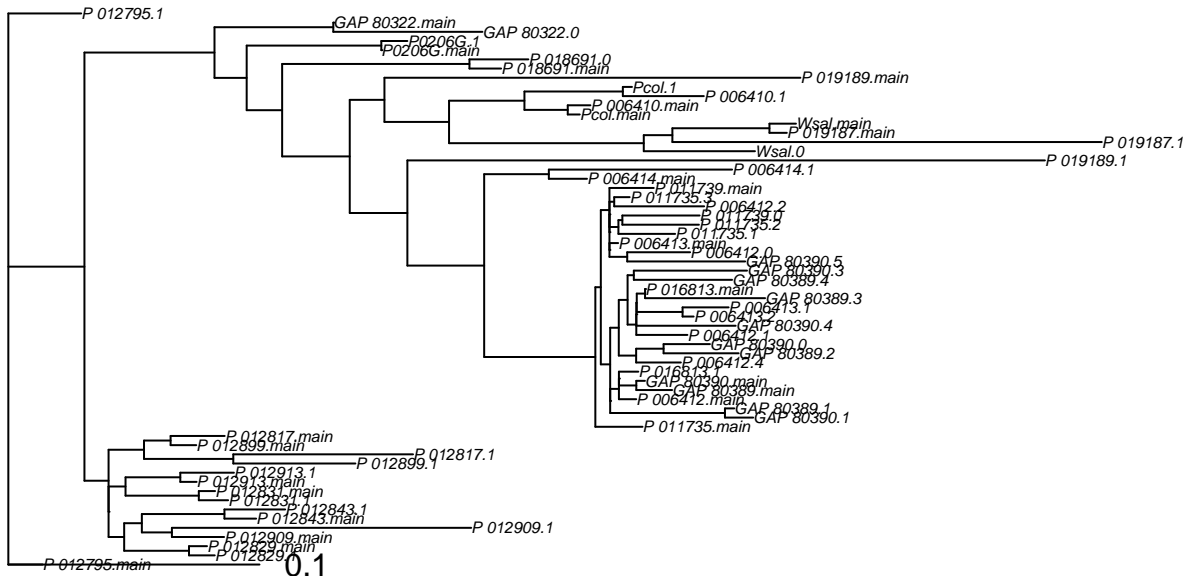 P 012795.1
GAP 80322.main
GAP 80322.0
P0206G.1
P0206G.main
P 018691.0
P 018691.main
P 019189.main
Pcol.1
P 006410.1
P 006410.main
Pcol.main
Wsal.main
P 019187.main
P 019187.1
Wsal.0
P 019189.1
P 006414.1
P 006414.main
P 011739.main
P 011735.3
P 006412.2
P 011739.0
P 011735.2
P 011735.1
P 006413.main
P 006412.0
GAP 80390.5
GAP 80390.3
GAP 80389.4
P 016813.main
GAP 80389.3
P 006413.1
P 006413.2
GAP 80390.4
P 006412.1
GAP 80390.0
GAP 80389.2
P 006412.4
P 016813.1
GAP 80390.main
GAP 80389.main
P 006412.main
GAP 80389.1
GAP 80390.1
P 011735.main
P 012817.main
P 012899.main
P 012817.1
P 012899.1
P 012913.1
P 012913.main
P 012831.main
P 012831.1
P 012843.1
P 012843.main
P 012909.1
P 012909.main
P 012829.main
P 012829.1
P 012795.main
0.1